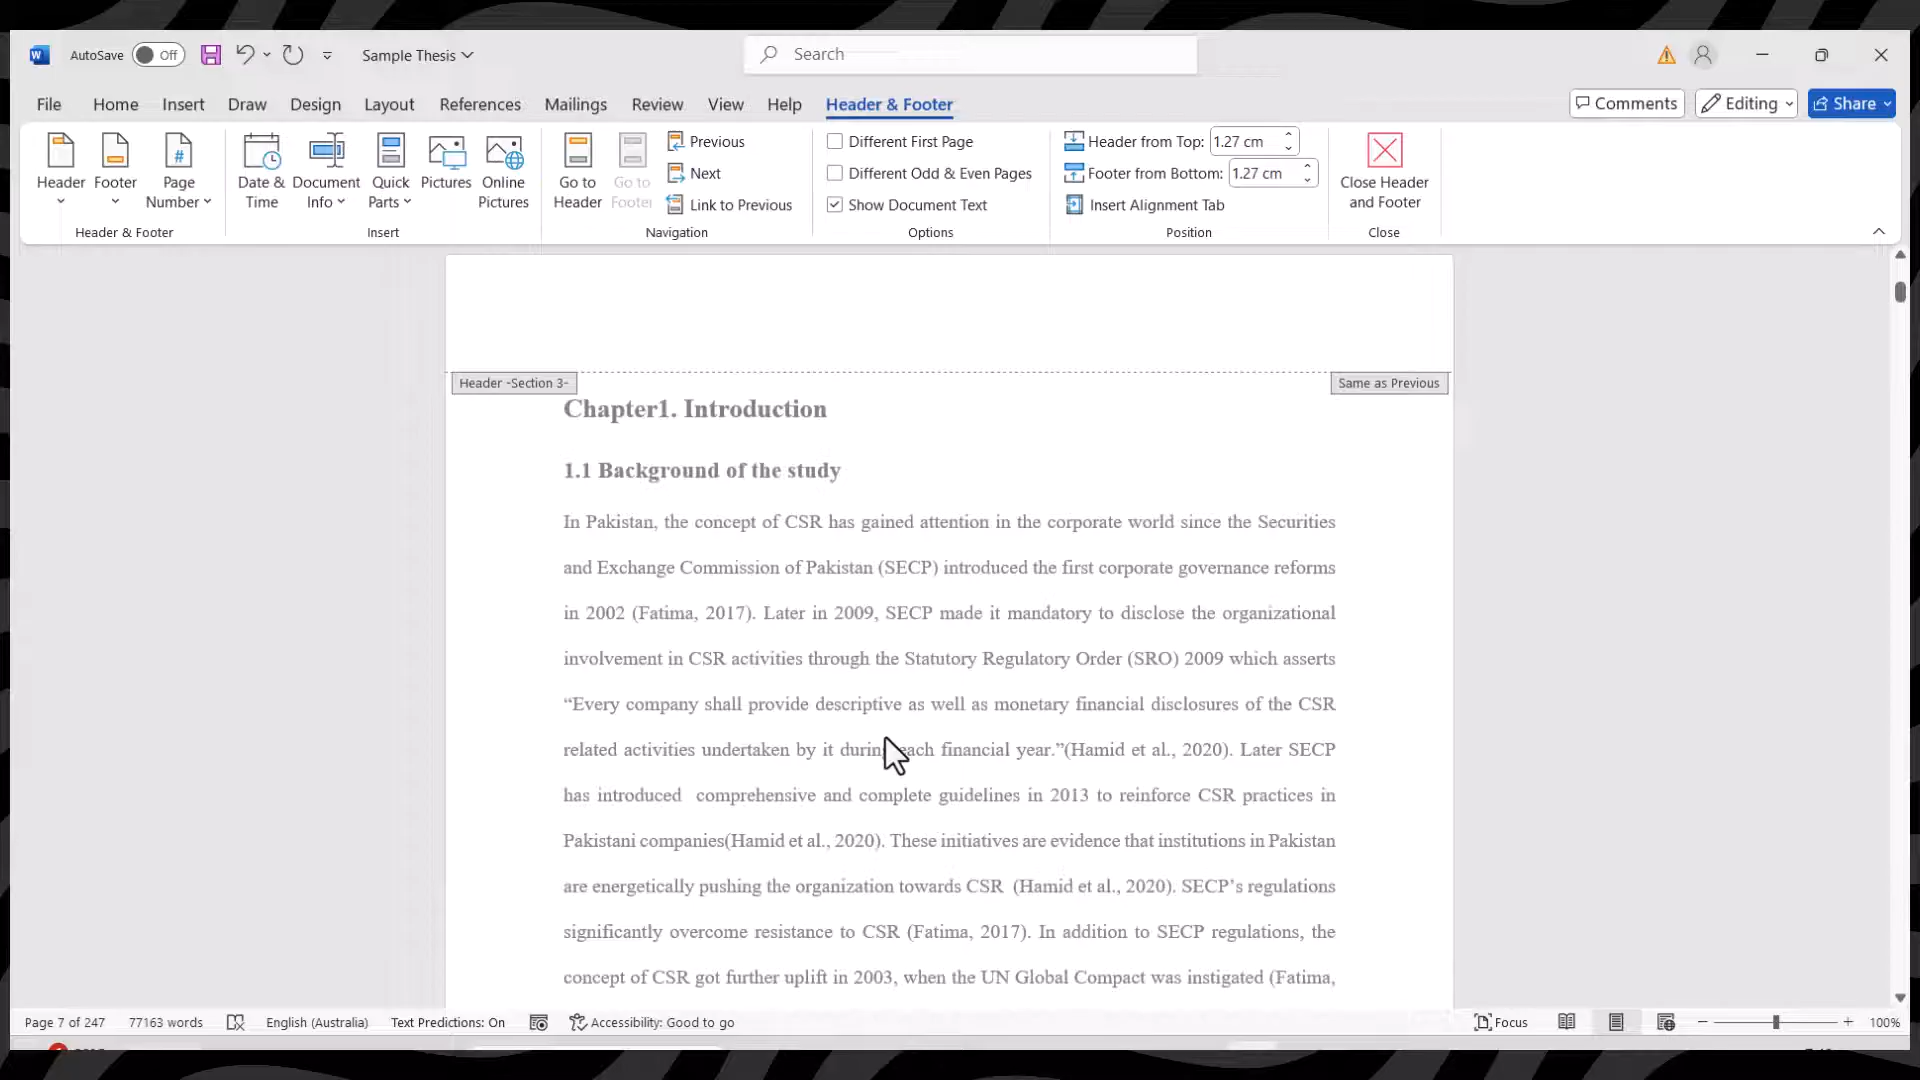 AutoSave Off Sample Thesis Search
File Home Insert Draw Design Layout References Mailings Review View Help Header & Footer Comments Editing Share
Header Footer Page Number
Header & Footer
Date & Time Document Info Quick Parts Pictures Online Pictures
Insert
Go to Header Go to Footer Previous Next Link to Previous
Navigation
Different First Page
Different Odd & Even Pages
Show Document Text
Options
Header from Top: 1.27 cm
Footer from Bottom: 1.27 cm
Insert Alignment Tab
Position
Close Header and Footer
Close
Header -Section 3- Same as Previous
Chapter1. Introduction
1.1 Background of the study
In Pakistan, the concept of CSR has gained attention in the corporate world since the Securities
and Exchange Commission of Pakistan (SECP) introduced the first corporate governance reforms
in 2002 (Fatima, 2017). Later in 2009, SECP made it mandatory to disclose the organizational
involvement in CSR activities through the Statutory Regulatory Order (SRO) 2009 which asserts
“Every company shall provide descriptive as well as monetary financial disclosures of the CSR
related activities undertaken by it during each financial year.”(Hamid et al., 2020). Later SECP
has introduced comprehensive and complete guidelines in 2013 to reinforce CSR practices in
Pakistani companies(Hamid et al., 2020). These initiatives are evidence that institutions in Pakistan
are energetically pushing the organization towards CSR (Hamid et al., 2020). SECP’s regulations
significantly overcome resistance to CSR (Fatima, 2017). In addition to SECP regulations, the
concept of CSR got further uplift in 2003, when the UN Global Compact was instigated (Fatima,
Page 7 of 247 77163 words English (Australia) Text Predictions: On Accessibility: Good to go Focus 100%